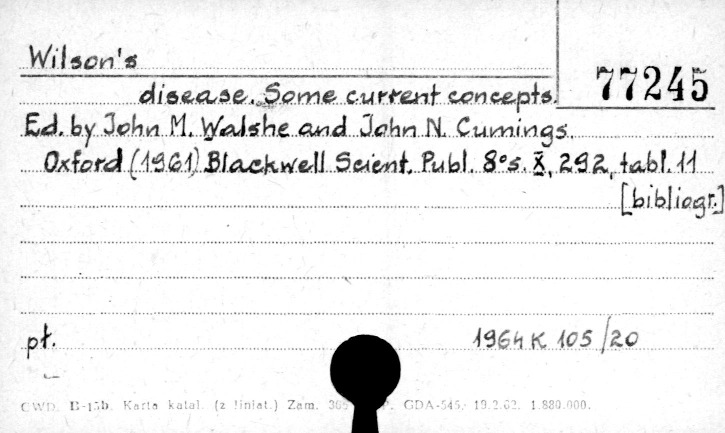 Wilson's
77245
disease. Some current concepts.
Ed. by John M. Walshe and John N. Cumings.
Oxford (1961) Blackwell Scient. Publ. 8° s. X, 292, tabl. 11
[bibliogr.]
pł. 1964 K 105/20
CWD. B-15b. Karta katal. (z liniat.) Zam. GDA-545, 19.2.62. 1.880.000.